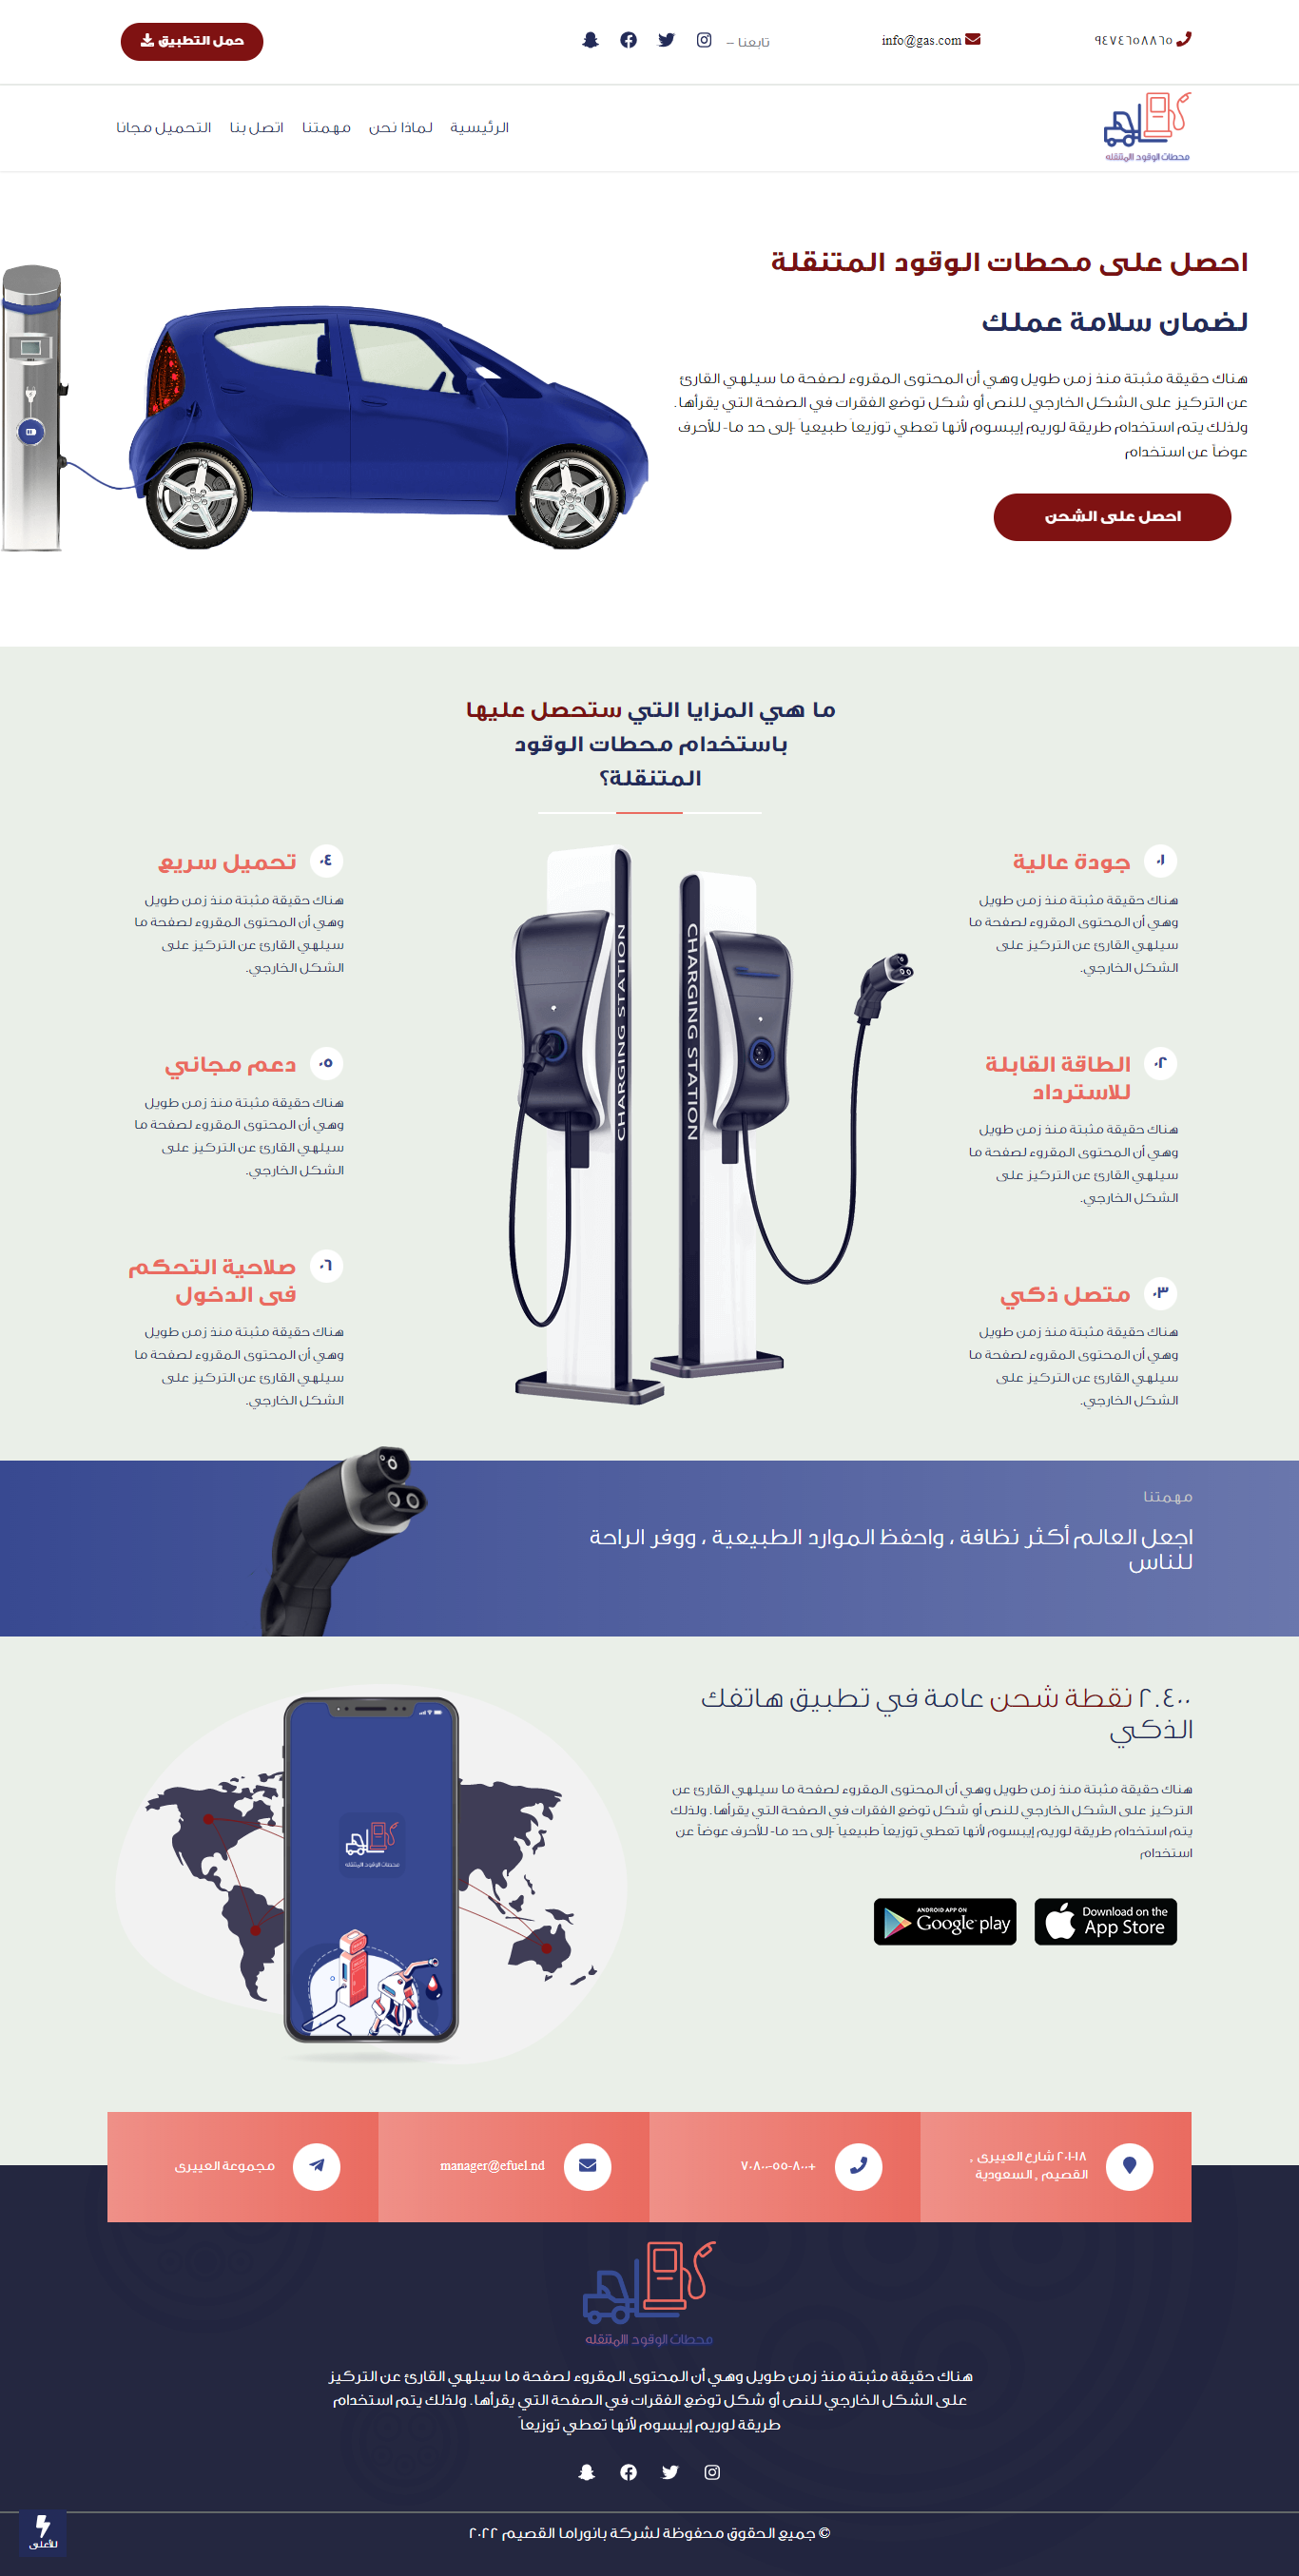 ٩٤٧٤٦٥٨٨٦٥
info@gas.com
تابعنا –
حمل التطبيق
محطات الوقود المتنقله
الرئيسية
لماذا نحن
مهمتنا
اتصل بنا
التحميل مجانا
احصل على محطات الوقود المتنقلة
لضمان سلامة عملك
هناك حقيقة مثبتة منذ زمن طويل وهي أن المحتوى المقروء لصفحة ما سيلهي القارئ
عن التركيز على الشكل الخارجي للنص أو شكل توضع الفقرات في الصفحة التي يقرأها.
ولذلك يتم استخدام طريقة لوريم إيبسوم لأنها تعطي توزيعاَ طبيعياَ -إلى حد ما- للأحرف
عوضاً عن استخدام
احصل على الشحن
ما هي المزايا التي ستحصل عليها
باستخدام محطات الوقود
المتنقلة؟
٠١
جودة عالية
هناك حقيقة مثبتة منذ زمن طويل
وهي أن المحتوى المقروء لصفحة ما
سيلهي القارئ عن التركيز على
الشكل الخارجي.
٠٢
الطاقة القابلة
للاسترداد
هناك حقيقة مثبتة منذ زمن طويل
وهي أن المحتوى المقروء لصفحة ما
سيلهي القارئ عن التركيز على
الشكل الخارجي.
٠٣
متصل ذكي
هناك حقيقة مثبتة منذ زمن طويل
وهي أن المحتوى المقروء لصفحة ما
سيلهي القارئ عن التركيز على
الشكل الخارجي.
CHARGING STATION
CHARGING STATION
٠٤
تحميل سريع
هناك حقيقة مثبتة منذ زمن طويل
وهي أن المحتوى المقروء لصفحة ما
سيلهي القارئ عن التركيز على
الشكل الخارجي.
٠٥
دعم مجاني
هناك حقيقة مثبتة منذ زمن طويل
وهي أن المحتوى المقروء لصفحة ما
سيلهي القارئ عن التركيز على
الشكل الخارجي.
٠٦
صلاحية التحكم
فى الدخول
هناك حقيقة مثبتة منذ زمن طويل
وهي أن المحتوى المقروء لصفحة ما
سيلهي القارئ عن التركيز على
الشكل الخارجي.
مهمتنا
اجعل العالم أكثر نظافة ، واحفظ الموارد الطبيعية ، ووفر الراحة
للناس
٢.٤٠٠ نقطة شحن عامة في تطبيق هاتفك
الذكي
هناك حقيقة مثبتة منذ زمن طويل وهي أن المحتوى المقروء لصفحة ما سيلهي القارئ عن
التركيز على الشكل الخارجي للنص أو شكل توضع الفقرات في الصفحة التي يقرأها. ولذلك
يتم استخدام طريقة لوريم إيبسوم لأنها تعطي توزيعاَ طبيعياَ -إلى حد ما- للأحرف عوضاً عن
استخدام
Download on the
App Store
ANDROID APP ON
Google play
محطات الوقود المتنقله
٢٠١-١٨ شارع العييرى ,
القصيم , السعودية
+٨٠٠-٥٥-٧٠٨٠٠
manager@efuel.nd
مجموعة العييرى
محطات الوقود االمتنقله
هناك حقيقة مثبتة منذ زمن طويل وهي أن المحتوى المقروء لصفحة ما سيلهي القارئ عن التركيز
على الشكل الخارجي للنص أو شكل توضع الفقرات في الصفحة التي يقرأها. ولذلك يتم استخدام
طريقة لوريم إيبسوم لأنها تعطي توزيعاَ
© جميع الحقوق محفوظة لشركة بانوراما القصيم ٢٠٢٢
للأعلى